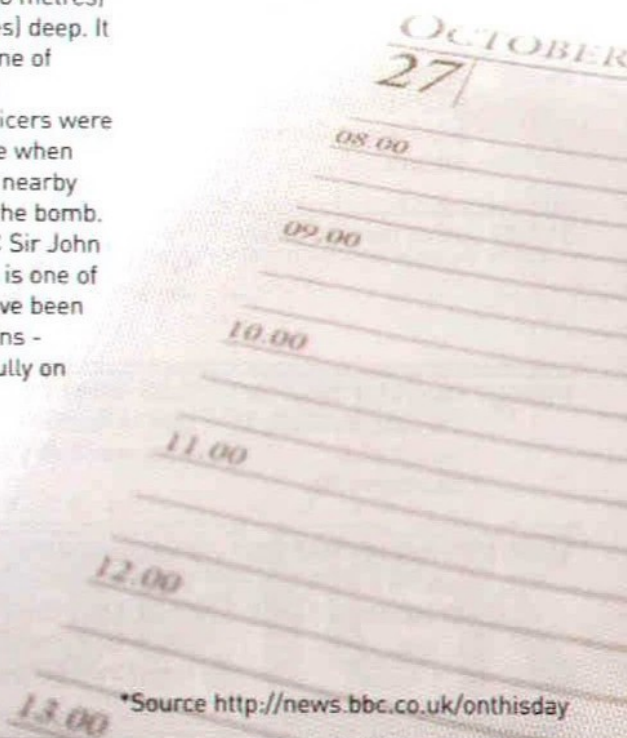 es) deep. It
ne of
icers were
e when
nearby
he bomb.
Sir John
is one of
ve been
ns -
ully on
OCTOBER
27
08.00
09.00
10.00
11.00
12.00
13.00
*Source http://news.bbc.co.uk/onthisday